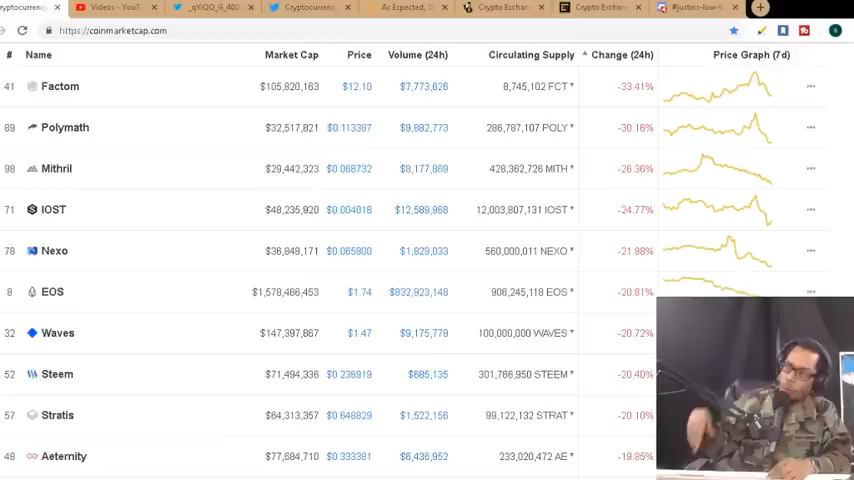 ryptocurrency
Videos - YouT
_qYiQO_G_400
Cryptocurrency
As Expected, S
Crypto Exchan
Crypto Exchan
#justins-low-t
https://coinmarketcap.com
# Name Market Cap Price Volume (24h) Circulating Supply Change (24h) Price Graph (7d)
41 Factom $105,820,163 $12.10 $7,773,626 8,745,102 FCT * -33.41%
89 Polymath $32,517,821 $0.113387 $9,882,773 286,787,107 POLY * -30.16%
98 Mithril $29,442,323 $0.068732 $8,177,869 428,362,726 MITH * -26.36%
71 IOST $48,235,920 $0.004018 $12,589,968 12,003,807,131 IOST * -24.77%
78 Nexo $36,848,171 $0.065800 $1,829,033 560,000,011 NEXO * -21.98%
8 EOS $1,578,466,453 $1.74 $832,923,148 906,245,118 EOS * -20.81%
32 Waves $147,397,867 $1.47 $9,175,779 100,000,000 WAVES * -20.72%
52 Steem $71,494,336 $0.236919 $685,135 301,766,950 STEEM * -20.40%
57 Stratis $64,313,357 $0.648829 $1,522,156 99,122,132 STRAT * -20.10%
48 Aeternity $77,684,710 $0.333381 $6,436,952 233,020,472 AE * -19.85%